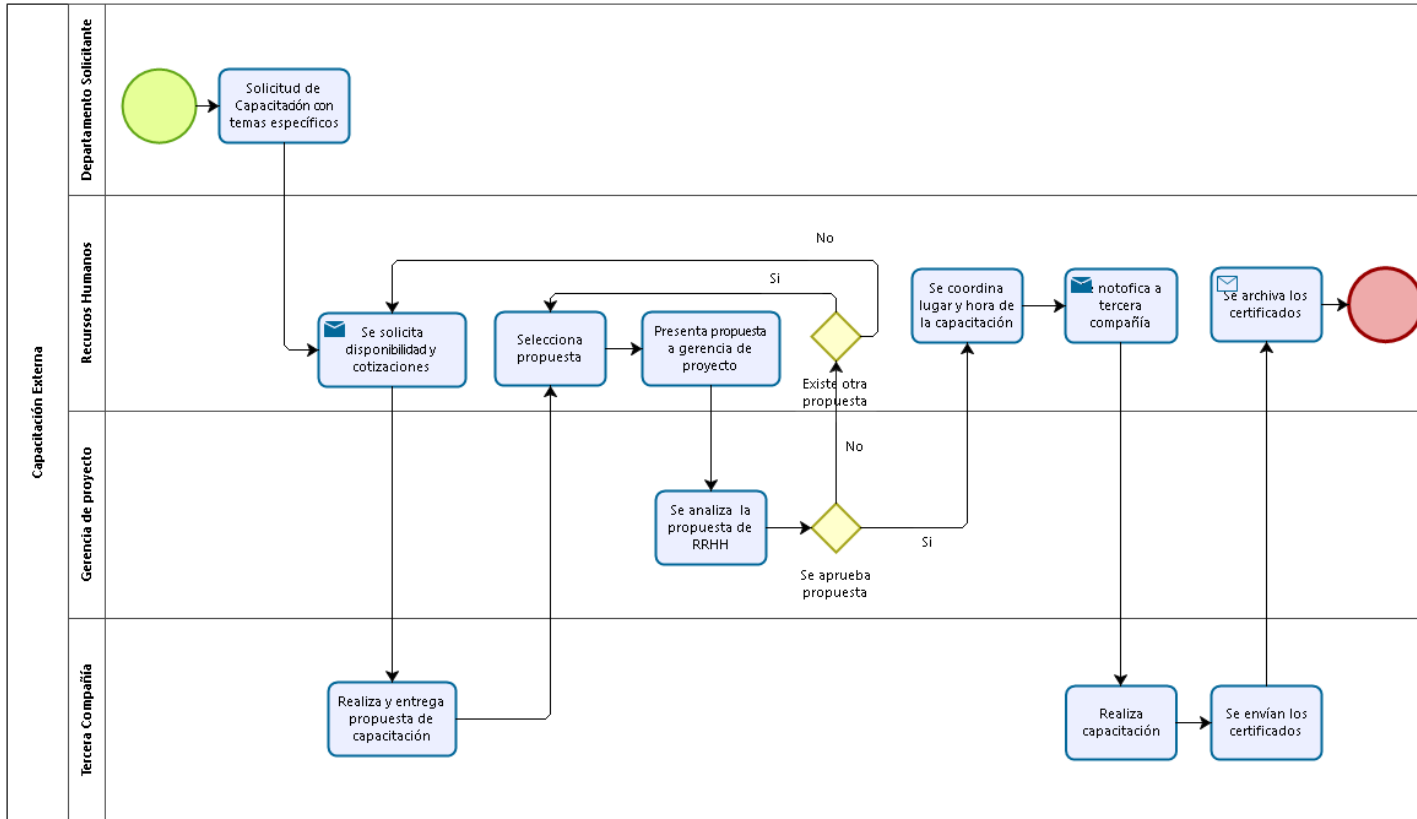 Capacitación Externa
Departamento Solicitante
Solicitud de
Capacitación con
temas específicos
Recursos Humanos
Se solicita
disponibilidad y
cotizaciones
Selecciona
propuesta
Presenta propuesta
a gerencia de
proyecto
No
Si
Existe otra
propuesta
Se coordina
lugar y hora de
la capacitación
notofica a
tercera
compañía
Se archiva los
certificados
Gerencia de proyecto
Se analiza la
propuesta de
RRHH
No
Si
Se aprueba
propuesta
Tercera Compañía
Realiza y entrega
propuesta de
capacitación
Realiza
capacitación
Se envían los
certificados